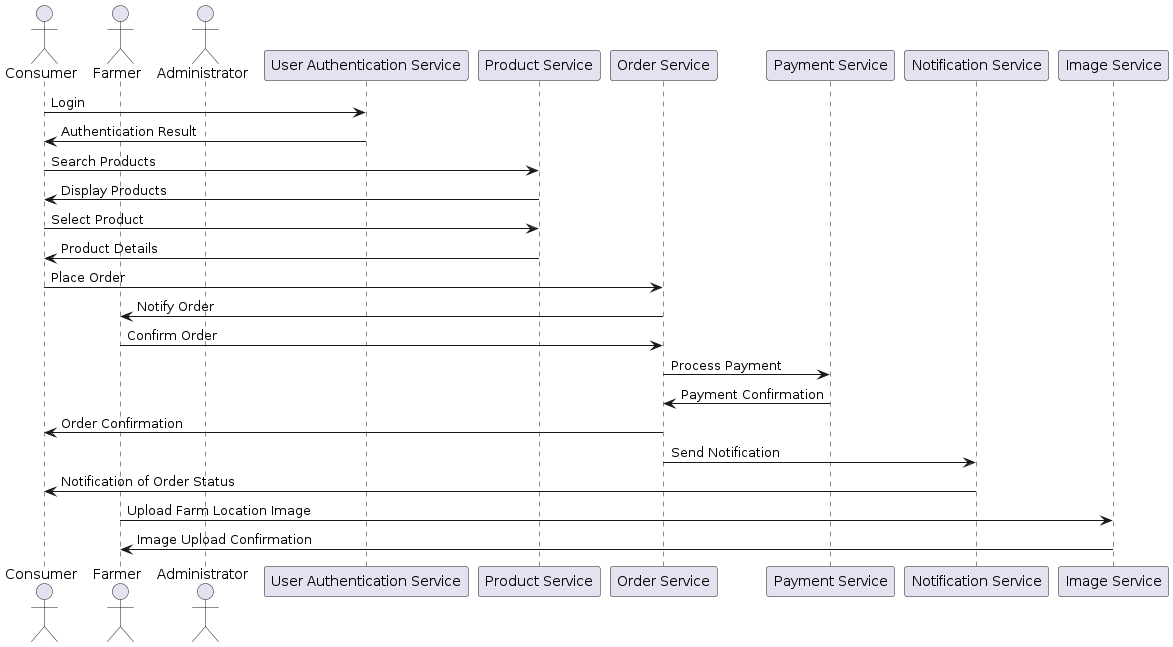 Consumer Farmer Administrator User Authentication Service Product Service Order Service Payment Service Notification Service Image Service
Login
Authentication Result
Search Products
Display Products
Select Product
Product Details
Place Order
Notify Order
Confirm Order
Process Payment
Payment Confirmation
Order Confirmation
Send Notification
Notification of Order Status
Upload Farm Location Image
Image Upload Confirmation
Consumer Farmer Administrator User Authentication Service Product Service Order Service Payment Service Notification Service Image Service